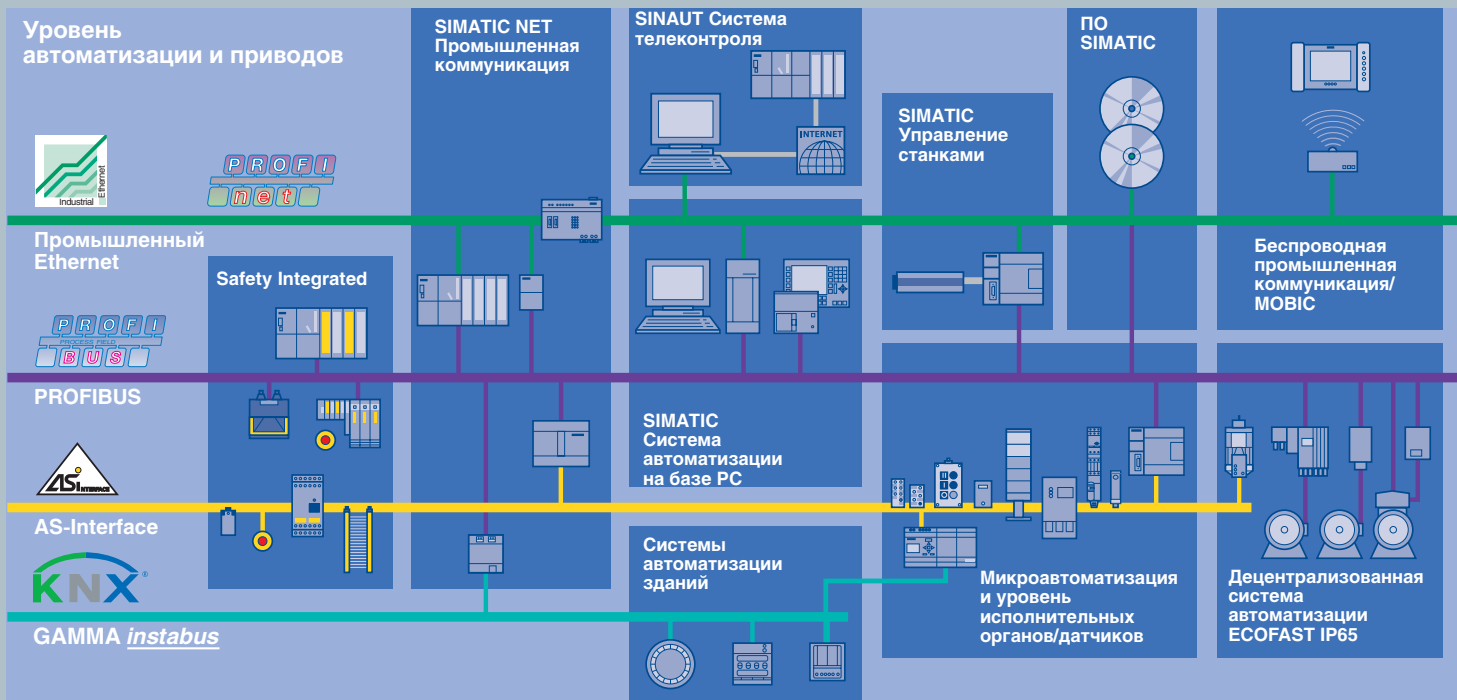 Уровень
автоматизации и приводов
SIMATIC NET
Промышленная
коммуникация
SINAUT Система
телеконтроля
INTERNET
ПО
SIMATIC
SIMATIC
Управление
станками
Industrial
Ethernet
PROFI
net
Промышленный
Ethernet
Safety Integrated
Беспроводная
промышленная
коммуникация/
MOBIC
PROFI
PROCESS FIELD
BUS
PROFIBUS
SIMATIC
Система
автоматизации
на базе PC
ASi
INTERFACE
AS-Interface
KNX®
GAMMA instabus
Системы
автоматизации
зданий
Микроавтоматизация
и уровень
исполнительных
органов/датчиков
Децентрализованная
система
автоматизации
ECOFAST IP65